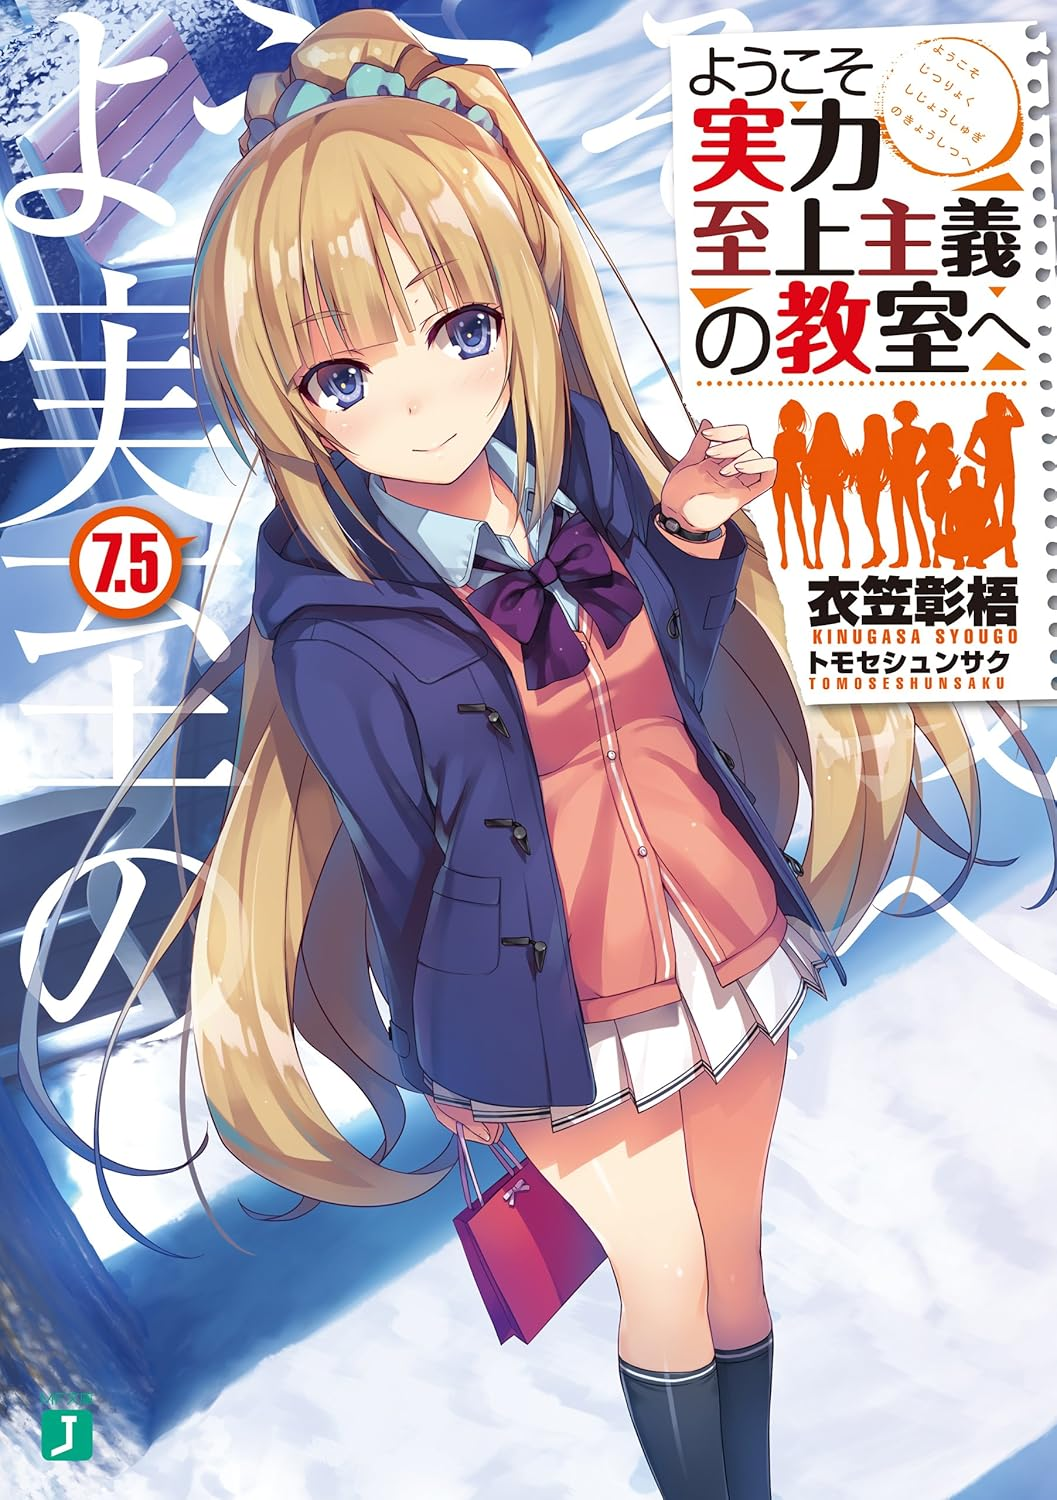 ようこそ
実力
至上主義
の教室へ
ようこそ
じつりょく
しじょうしゅぎ
のきょうしつへ
衣笠彰梧
KINUGASA SYOUGO
トモセシュンサク
TOMOSESHUNSAKU
7.5
MF文庫
J